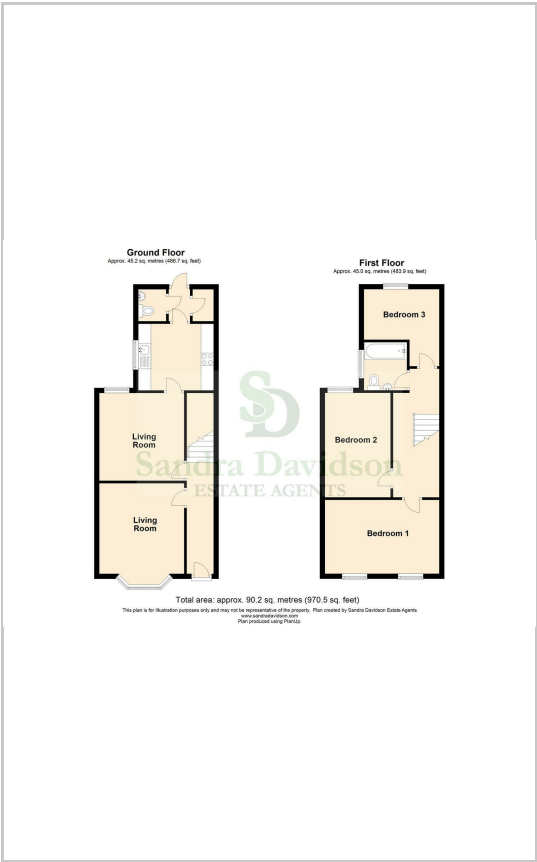 Ground Floor
Approx. 45.2 sq. metres (486.7 sq. feet)
Living
Room
Living
Room
First Floor
Approx. 45.0 sq. metres (483.9 sq. feet)
Bedroom 3
Bedroom 2
Bedroom 1
SD
Sandra Davidson
ESTATE AGENTS
Total area: approx. 90.2 sq. metres (970.5 sq. feet)
This plan is for illustration purposes only and may not be representative of the property. Plan created by Sandra Davidson Estate Agents
www.sandradavidson.com
Plan produced using PlanUp.